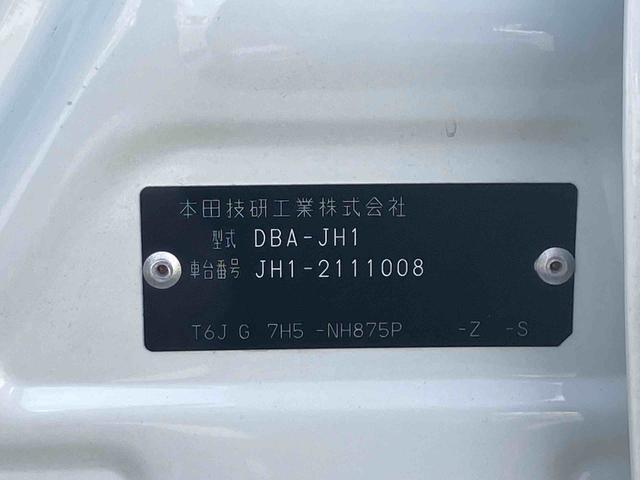 本田技研工業株式会社
型式 DBA-JH1
車台番号 JH1-2111008
T6J G 7H5 -NH875P -Z -S